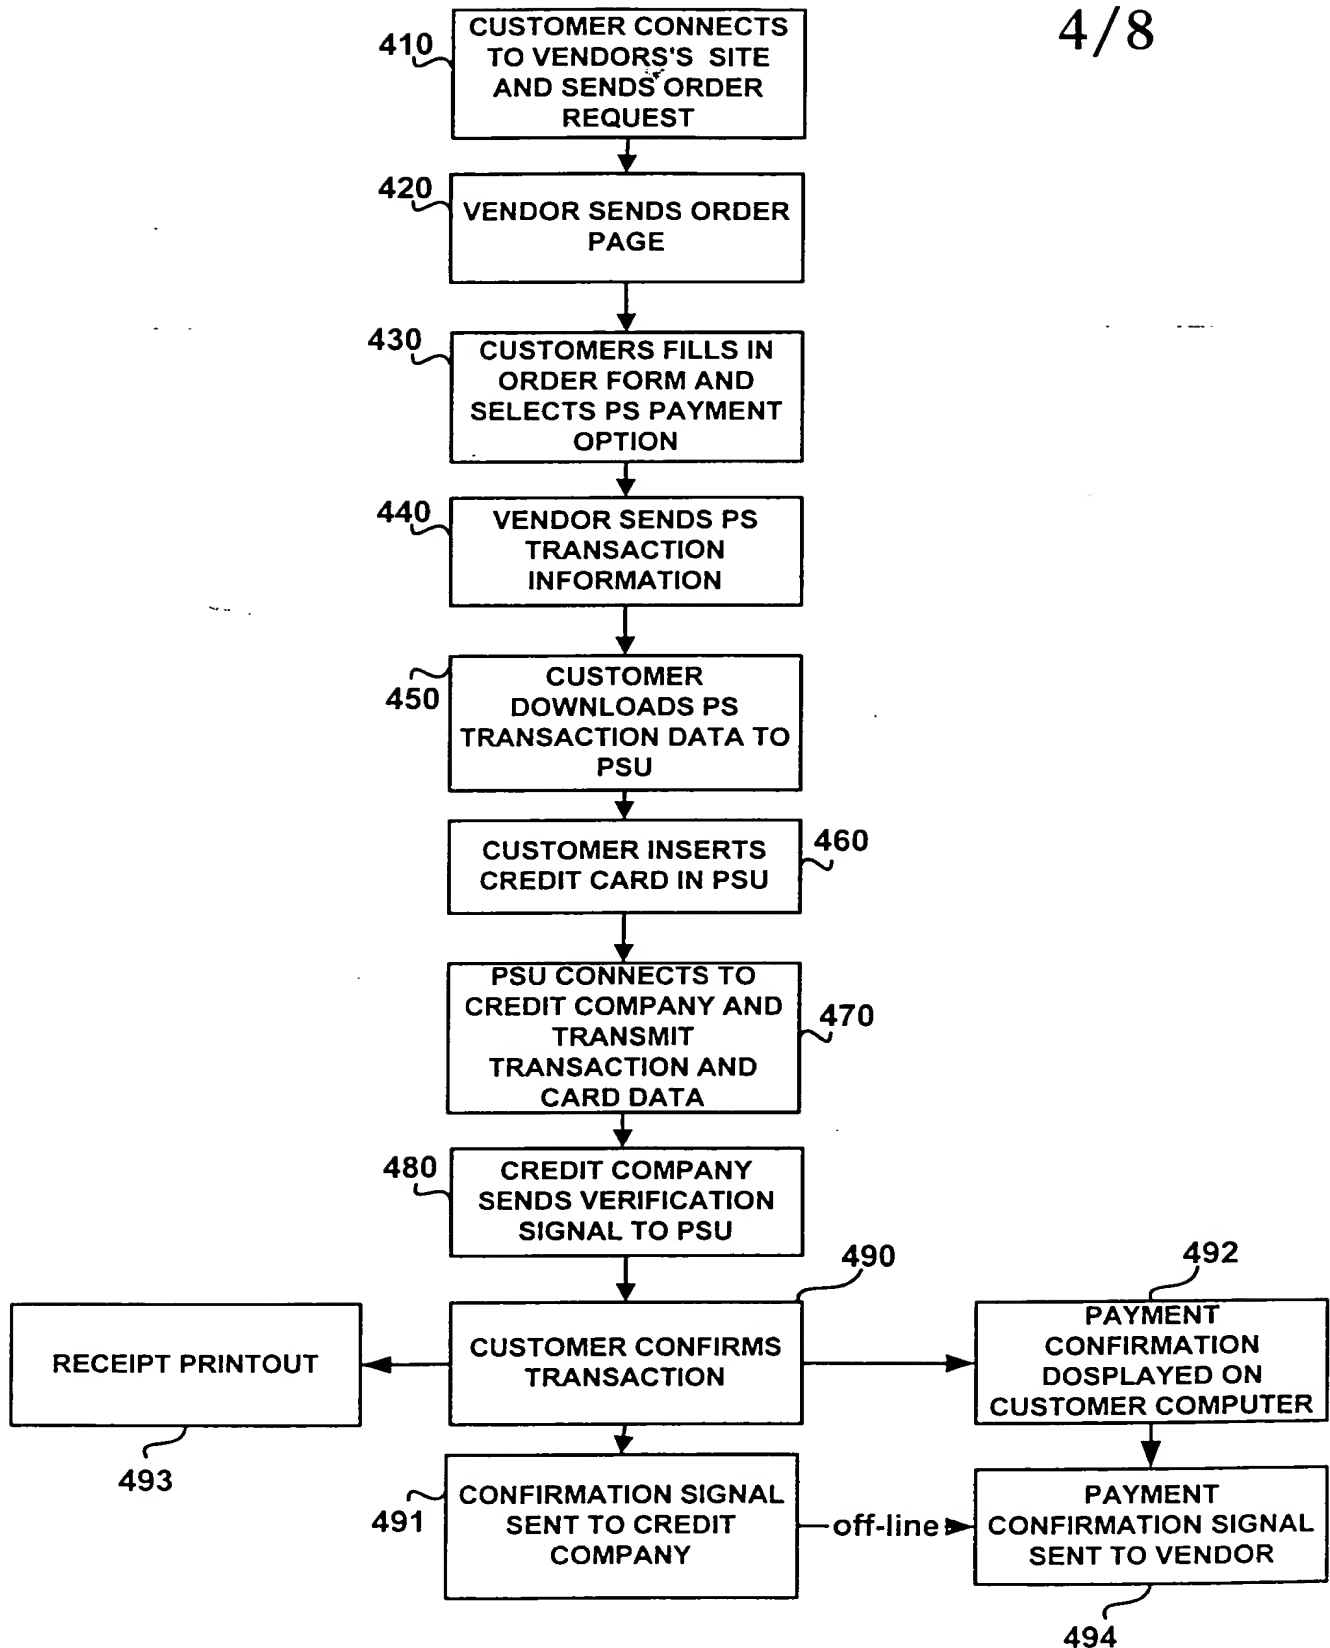 4/8
410
CUSTOMER CONNECTS
TO VENDORS'S SITE
AND SENDS ORDER
REQUEST
420
VENDOR SENDS ORDER
PAGE
430
CUSTOMERS FILLS IN
ORDER FORM AND
SELECTS PS PAYMENT
OPTION
440
VENDOR SENDS PS
TRANSACTION
INFORMATION
450
CUSTOMER
DOWNLOADS PS
TRANSACTION DATA TO
PSU
460
CUSTOMER INSERTS
CREDIT CARD IN PSU
470
PSU CONNECTS TO
CREDIT COMPANY AND
TRANSMIT
TRANSACTION AND
CARD DATA
480
CREDIT COMPANY
SENDS VERIFICATION
SIGNAL TO PSU
490
CUSTOMER CONFIRMS
TRANSACTION
492
PAYMENT
CONFIRMATION
DOSPLAYED ON
CUSTOMER COMPUTER
RECEIPT PRINTOUT
493
491
CONFIRMATION SIGNAL
SENT TO CREDIT
COMPANY
off-line
PAYMENT
CONFIRMATION SIGNAL
SENT TO VENDOR
494